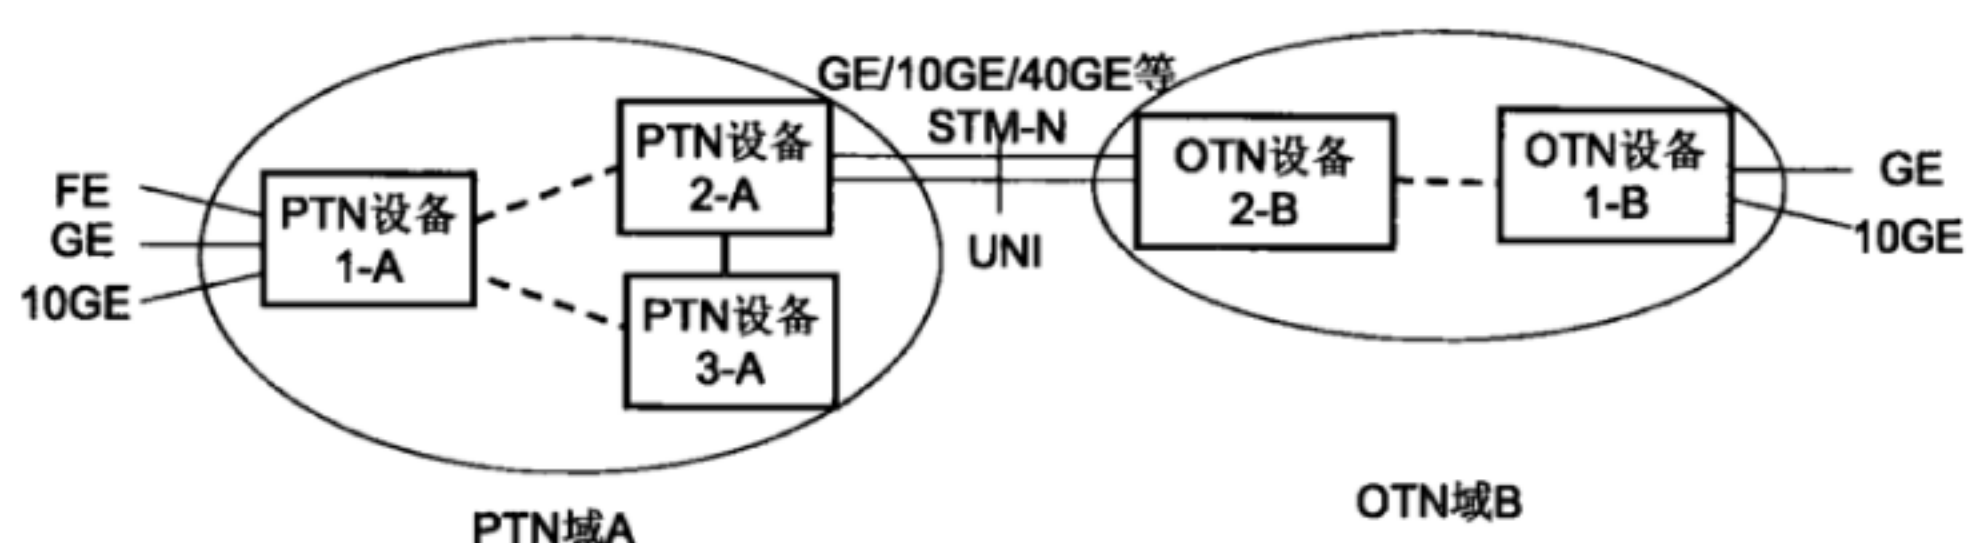 FE
GE
10GE
PTN设备
1-A
PTN设备
2-A
PTN设备
3-A
PTN域A
GE/10GE/40GE等
STM-N
UNI
OTN设备
2-B
OTN设备
1-B
GE
10GE
OTN域B